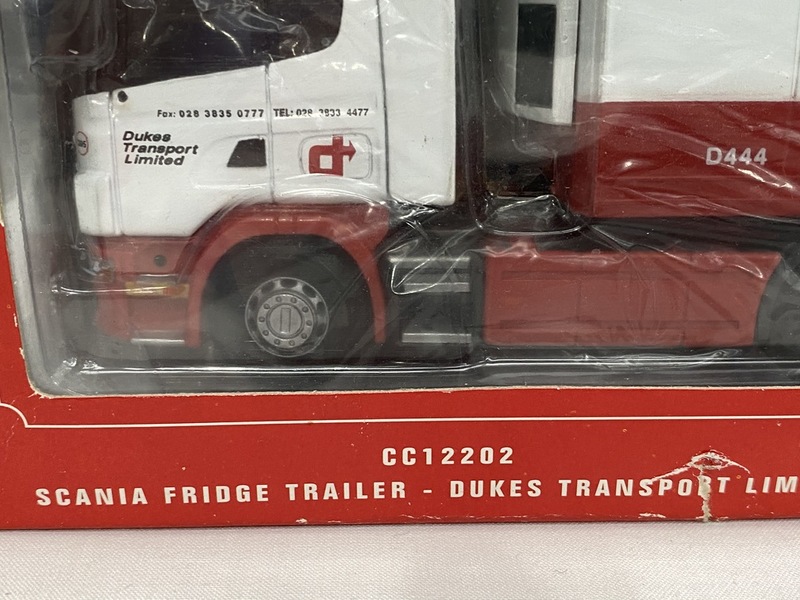 Fax: 028 3835 0777 TEL: 028 3833 4477
Dukes
Transport
Limited
D444
CC12202
SCANIA FRIDGE TRAILER - DUKES TRANSPORT LIM